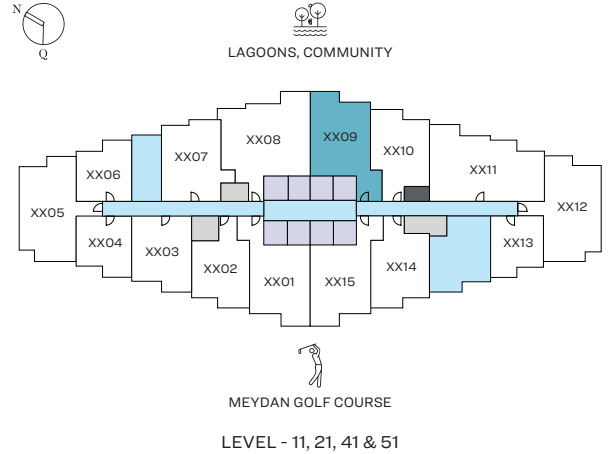 N
Q
LAGOONS, COMMUNITY
XX08
XX09
XX10
XX07
XX11
XX06
XX05
XX12
XX04
XX03
XX02
XX01
XX15
XX14
XX13
MEYDAN GOLF COURSE
LEVEL - 11, 21, 41 & 51